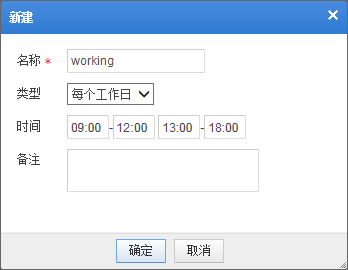 新建
名称 *
working
类型
每个工作日
时间
09:00-12:00 13:00-18:00
备注
确定 取消